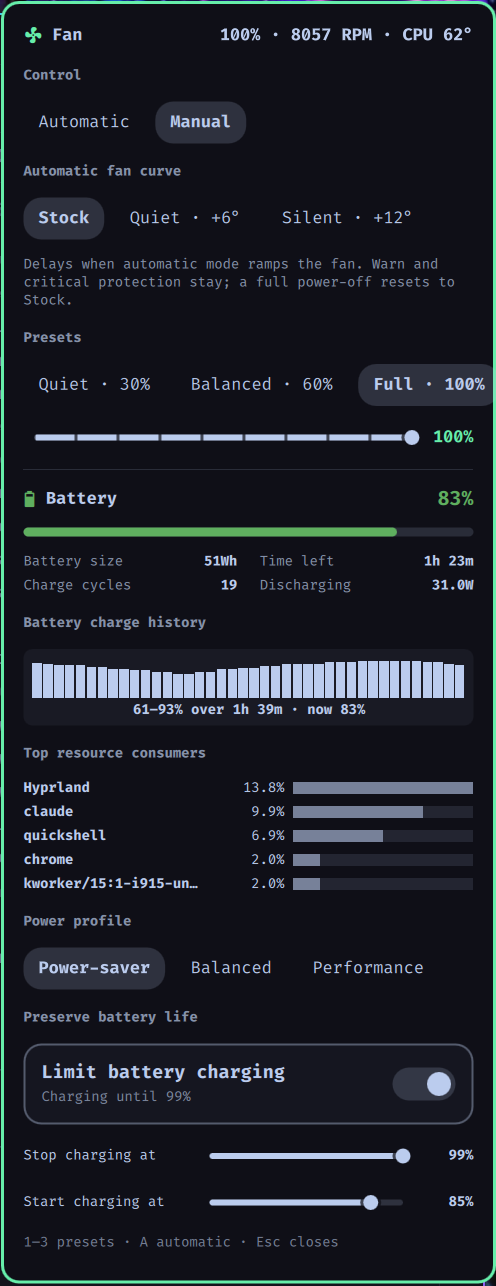 Fan 100% · 8057 RPM · CPU 62°
Control
Automatic Manual
Automatic fan curve
Stock Quiet · +6° Silent · +12°
Delays when automatic mode ramps the fan. Warn and
critical protection stay; a full power-off resets to
Stock.
Presets
Quiet · 30% Balanced · 60% Full · 100%
100%
Battery 83%
Battery size 51Wh Time left 1h 23m
Charge cycles 19 Discharging 31.0W
Battery charge history
61–93% over 1h 39m · now 83%
Top resource consumers
Hyprland 13.8%
claude 9.9%
quickshell 6.9%
chrome 2.0%
kworker/15:1-i915-un… 2.0%
Power profile
Power-saver Balanced Performance
Preserve battery life
Limit battery charging
Charging until 99%
Stop charging at 99%
Start charging at 85%
1–3 presets · A automatic · Esc closes